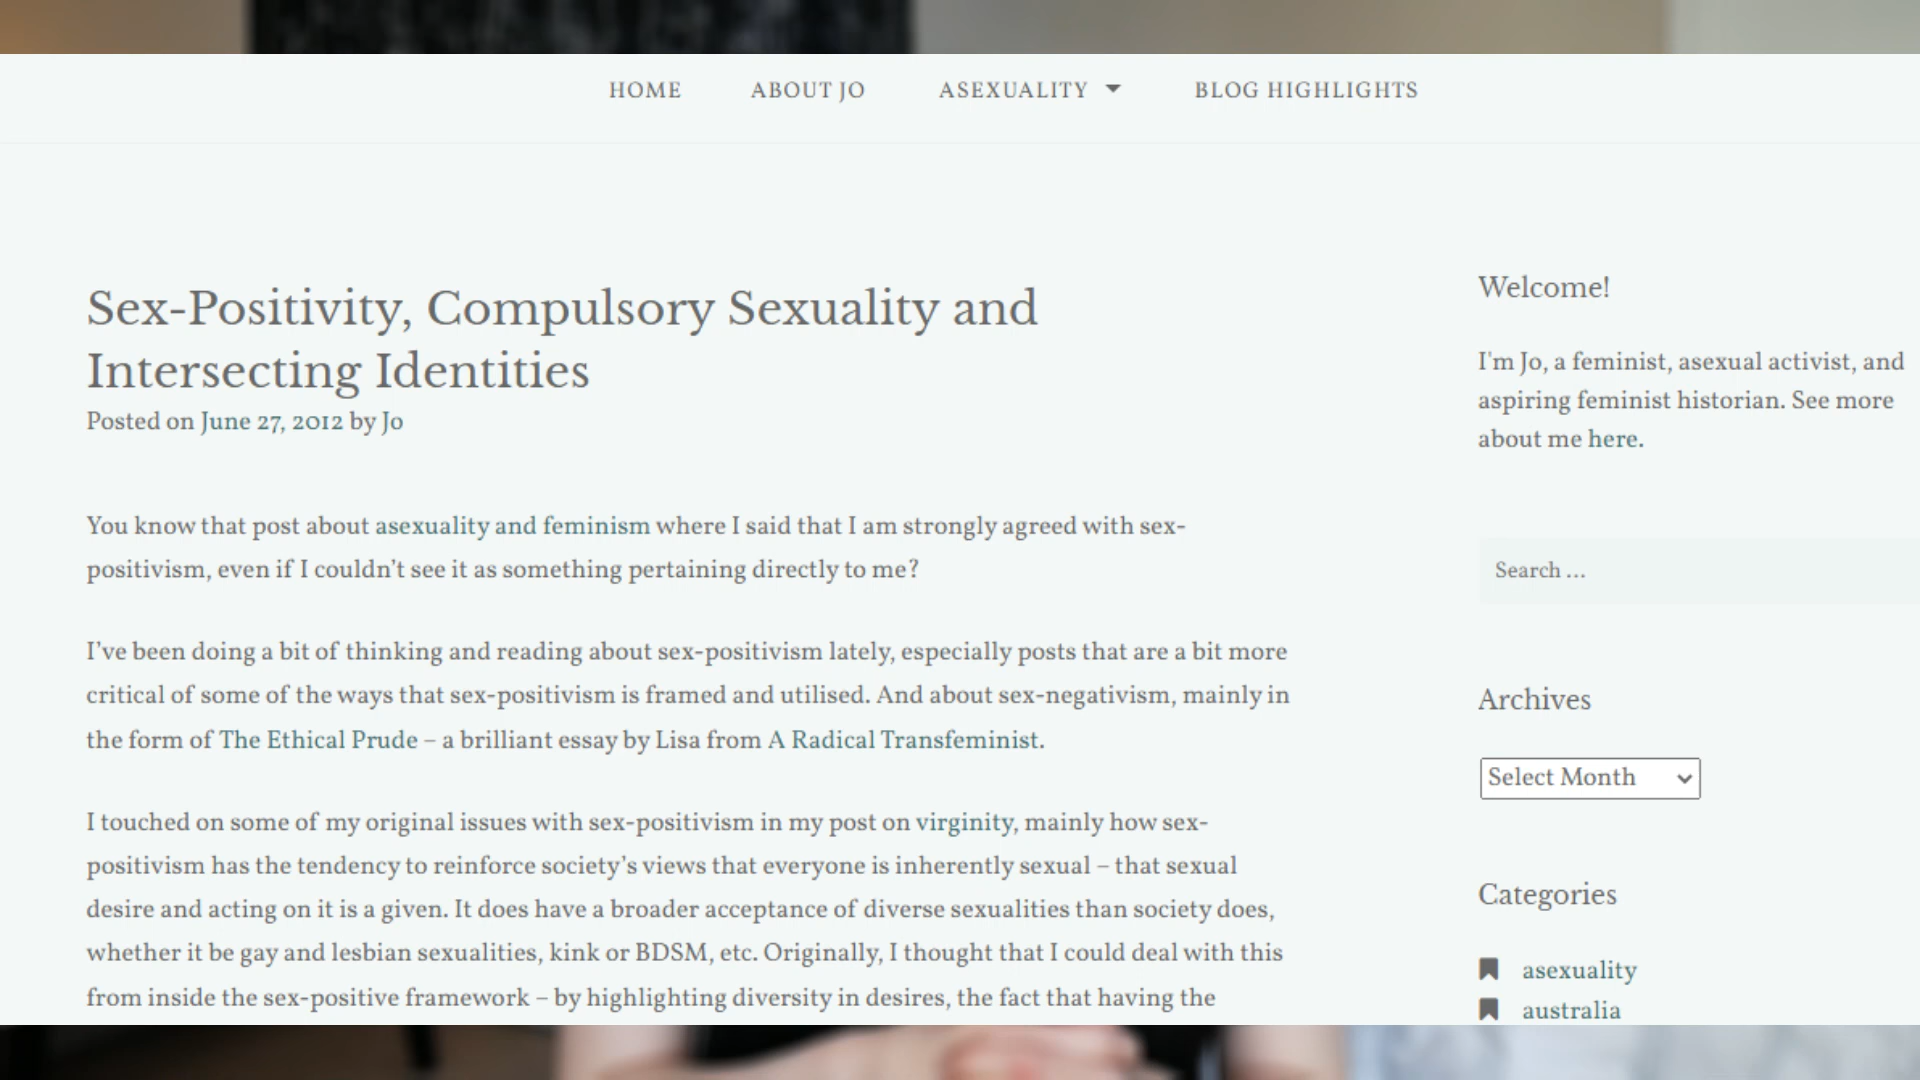 HOME ABOUT JO ASEXUALITY BLOG HIGHLIGHTS
Sex-Positivity, Compulsory Sexuality and
Intersecting Identities
Posted on June 27, 2012 by Jo
You know that post about asexuality and feminism where I said that I am strongly agreed with sex-
positivism, even if I couldn’t see it as something pertaining directly to me?
I’ve been doing a bit of thinking and reading about sex-positivism lately, especially posts that are a bit more
critical of some of the ways that sex-positivism is framed and utilised. And about sex-negativism, mainly in
the form of The Ethical Prude – a brilliant essay by Lisa from A Radical Transfeminist.
I touched on some of my original issues with sex-positivism in my post on virginity, mainly how sex-
positivism has the tendency to reinforce society’s views that everyone is inherently sexual – that sexual
desire and acting on it is a given. It does have a broader acceptance of diverse sexualities than society does,
whether it be gay and lesbian sexualities, kink or BDSM, etc. Originally, I thought that I could deal with this
from inside the sex-positive framework – by highlighting diversity in desires, the fact that having the
Welcome!
I'm Jo, a feminist, asexual activist, and
aspiring feminist historian. See more
about me here.
Search …
Archives
Select Month
Categories
asexuality
australia